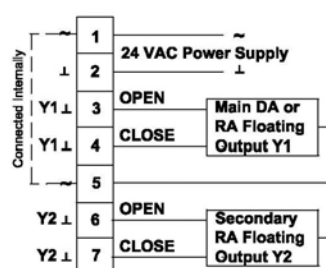 ~ 1 ~
24 VAC Power Supply
⊥ 2 ⊥
Connected Internally
Y1 ⊥ 3 OPEN
Y1 ⊥ 4 CLOSE
Main DA or
RA Floating
Output Y1
~ 5
Y2 ⊥ 6 OPEN
Y2 ⊥ 7 CLOSE
Secondary
RA Floating
Output Y2